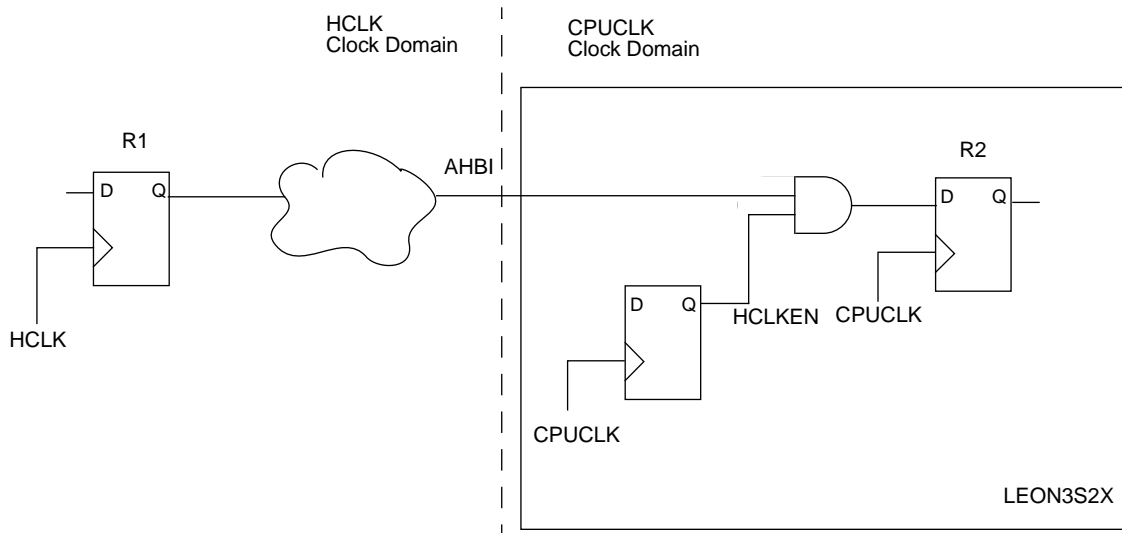 HCLK
Clock Domain
CPUCLK
Clock Domain
R1
D Q
HCLK
AHBI
R2
D Q
CPUCLK
D Q
HCLKEN
CPUCLK
LEON3S2X